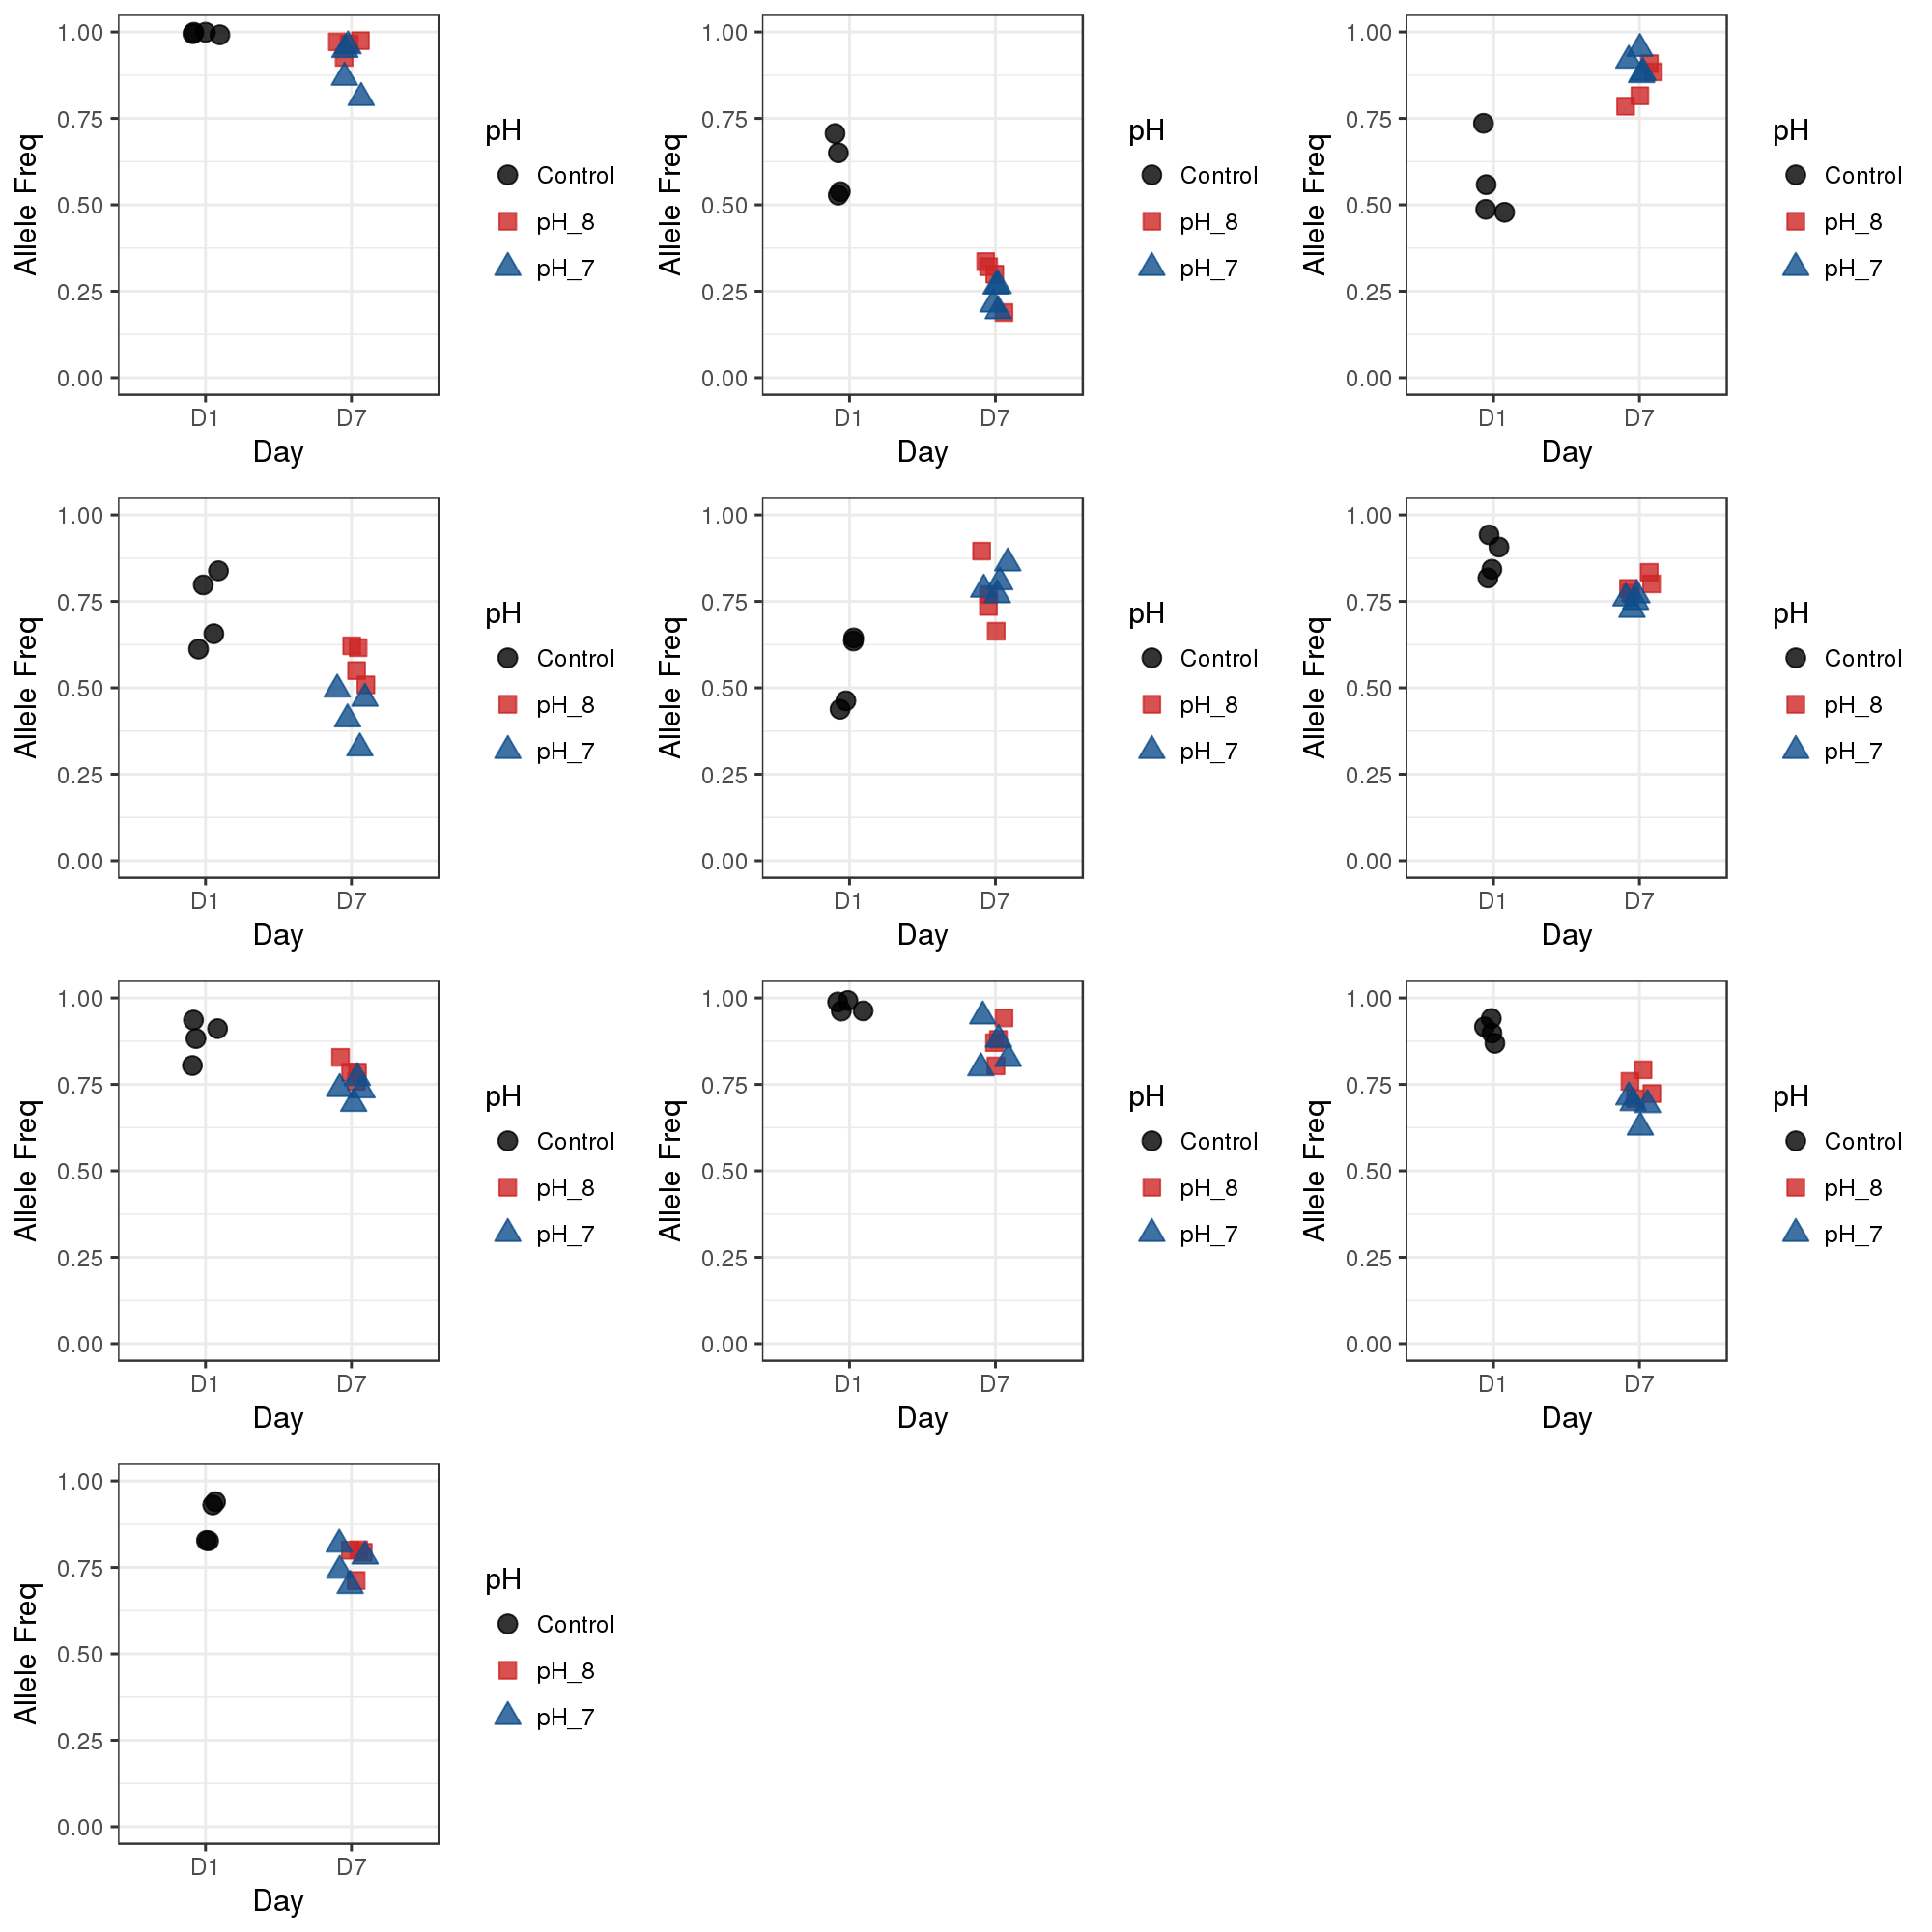 1.00
0.75
0.50
0.25
0.00
Allele Freq
D1 D7
Day
pH
Control
pH_8
pH_7
1.00
0.75
0.50
0.25
0.00
Allele Freq
D1 D7
Day
pH
Control
pH_8
pH_7
1.00
0.75
0.50
0.25
0.00
Allele Freq
D1 D7
Day
pH
Control
pH_8
pH_7
1.00
0.75
0.50
0.25
0.00
Allele Freq
D1 D7
Day
pH
Control
pH_8
pH_7
1.00
0.75
0.50
0.25
0.00
Allele Freq
D1 D7
Day
pH
Control
pH_8
pH_7
1.00
0.75
0.50
0.25
0.00
Allele Freq
D1 D7
Day
pH
Control
pH_8
pH_7
1.00
0.75
0.50
0.25
0.00
Allele Freq
D1 D7
Day
pH
Control
pH_8
pH_7
1.00
0.75
0.50
0.25
0.00
Allele Freq
D1 D7
Day
pH
Control
pH_8
pH_7
1.00
0.75
0.50
0.25
0.00
Allele Freq
D1 D7
Day
pH
Control
pH_8
pH_7
1.00
0.75
0.50
0.25
0.00
Allele Freq
D1 D7
Day
pH
Control
pH_8
pH_7